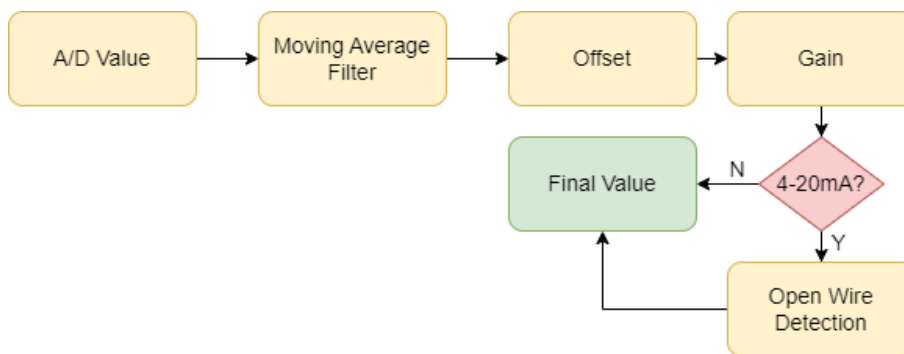 A/D Value
Moving Average
Filter
Offset
Gain
4-20mA?
N
Final Value
Y
Open Wire
Detection